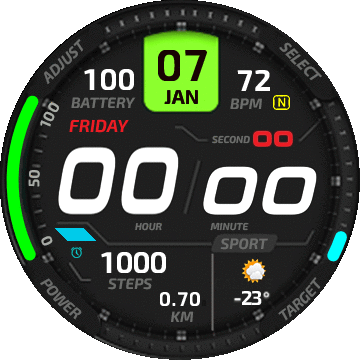 ADJUST
SELECT
07
JAN
100
BATTERY
72
BPM N
100
50
0
FRIDAY
SECOND 00
00 00
HOUR MINUTE
SPORT
1000
STEPS
0.70
KM
-23°
POWER
TARGET